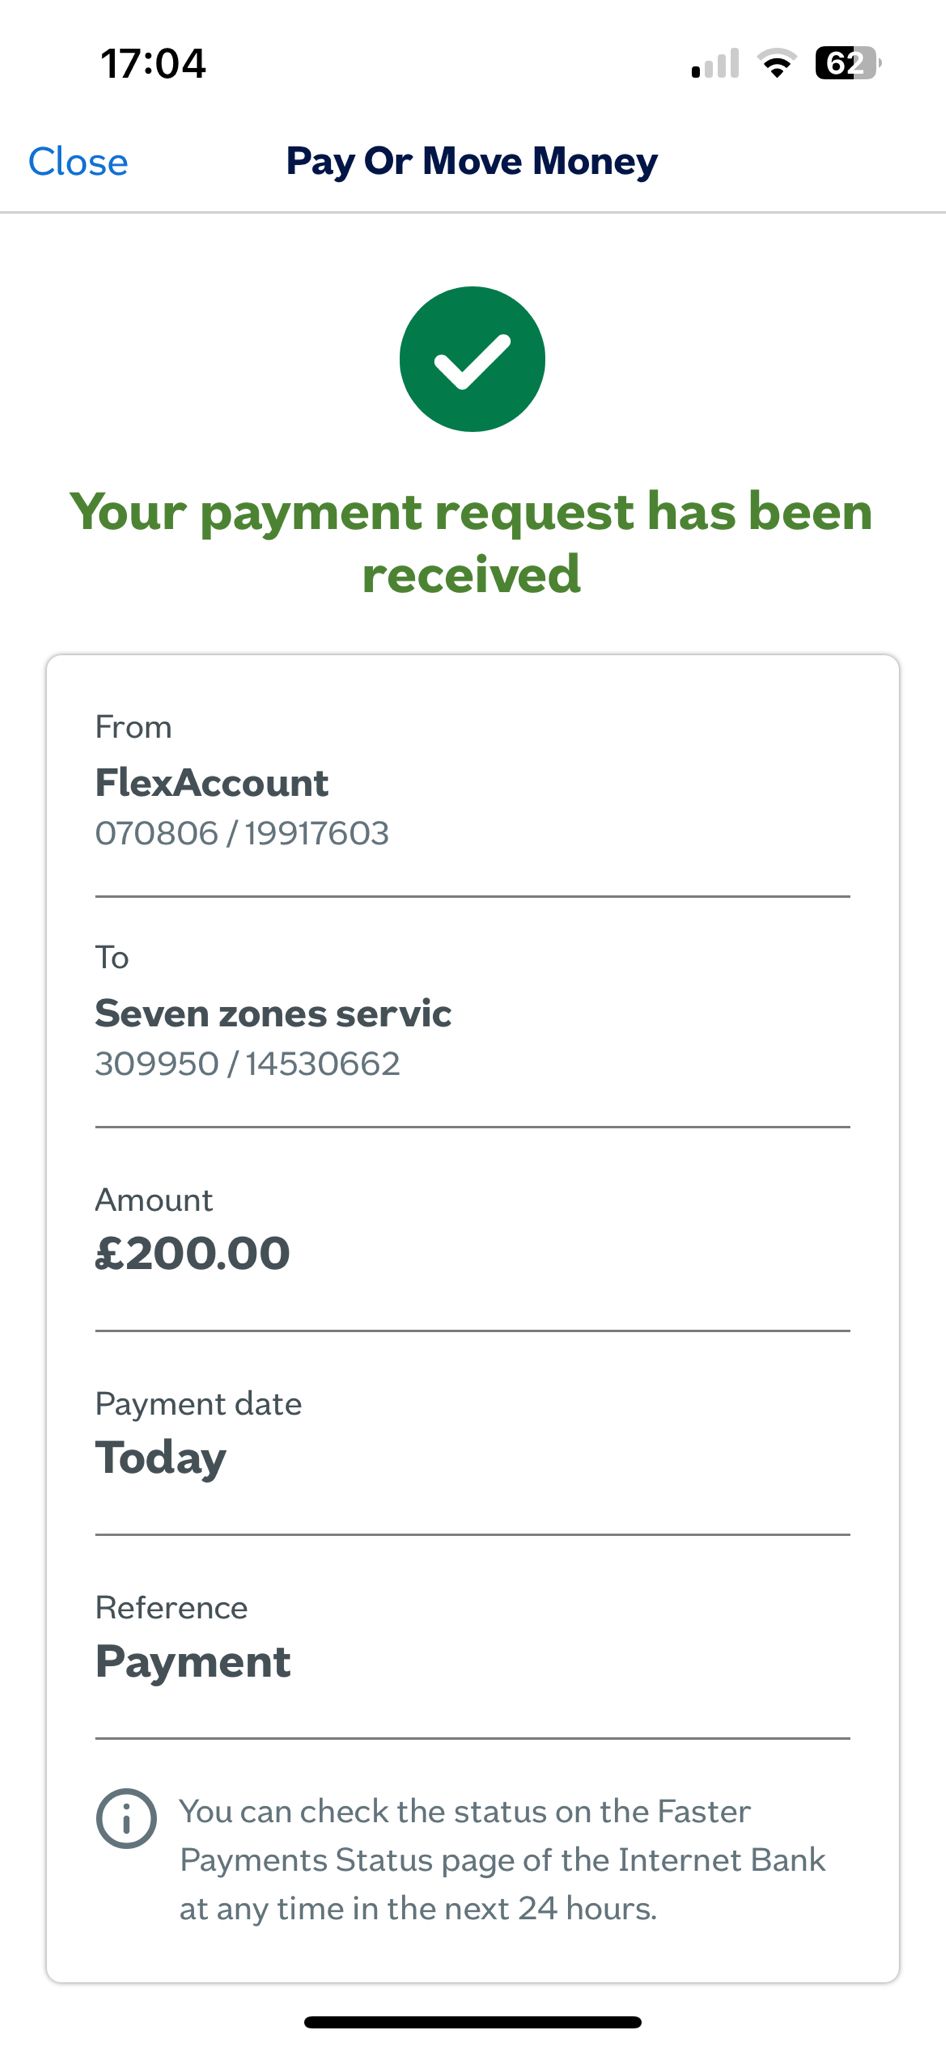 17:04
62
Close
Pay Or Move Money
Your payment request has been
received
From
FlexAccount
070806 / 19917603
To
Seven zones servic
309950 / 14530662
Amount
£200.00
Payment date
Today
Reference
Payment
You can check the status on the Faster
Payments Status page of the Internet Bank
at any time in the next 24 hours.